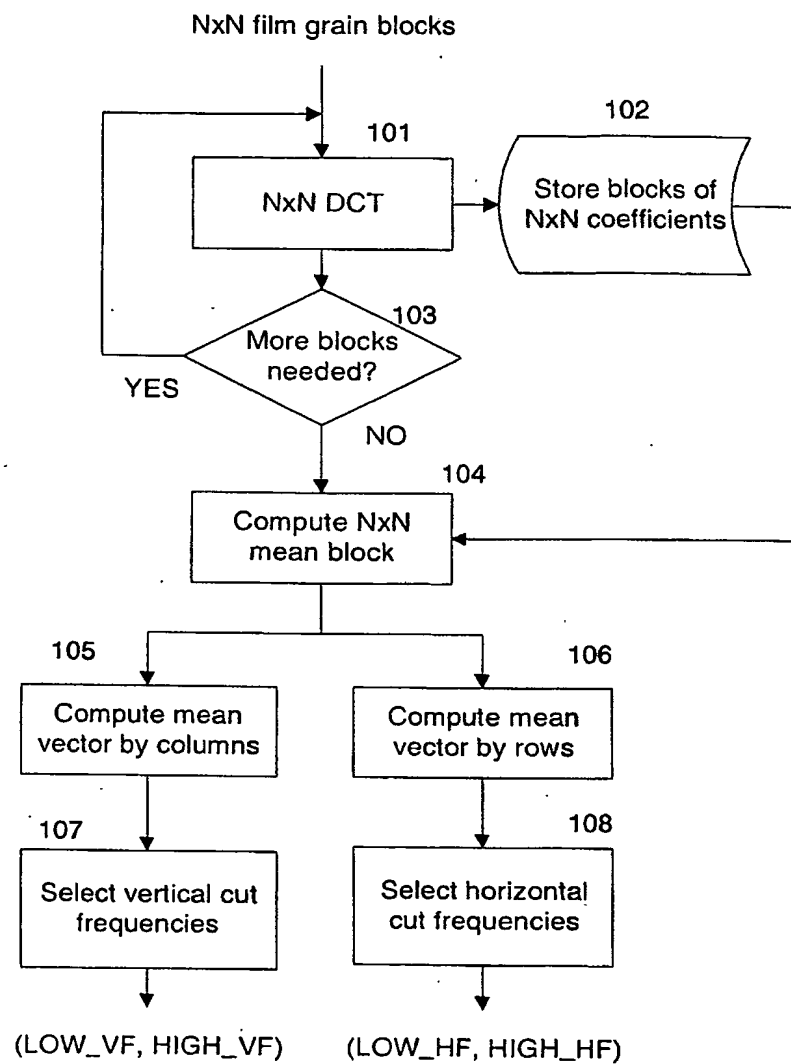 NxN film grain blocks
101
102
NxN DCT
Store blocks of
NxN coefficients
103
More blocks
needed?
YES
NO
104
Compute NxN
mean block
105
106
Compute mean
vector by columns
Compute mean
vector by rows
107
108
Select vertical cut
frequencies
Select horizontal
cut frequencies
(LOW_VF, HIGH_VF)
(LOW_HF, HIGH_HF)